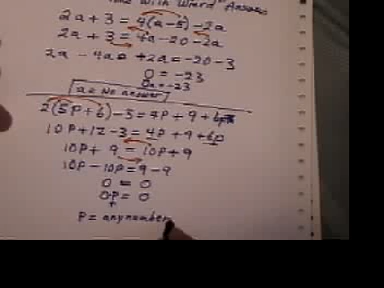 With "Word" Answers
2a + 3 = 4(a-5) - 2a
2a + 3 = 4a - 20 - 2a
2a - 4a + 2a = -20 - 3
0 = -23
0a = -23
a = No answer
2(5p+6) - 3 = 4p + 9 + 6p
10p + 12 - 3 = 4p + 9 + 6p
10p + 9 = 10p + 9
10p - 10p = 9 - 9
0 = 0
0p = 0
p = any number